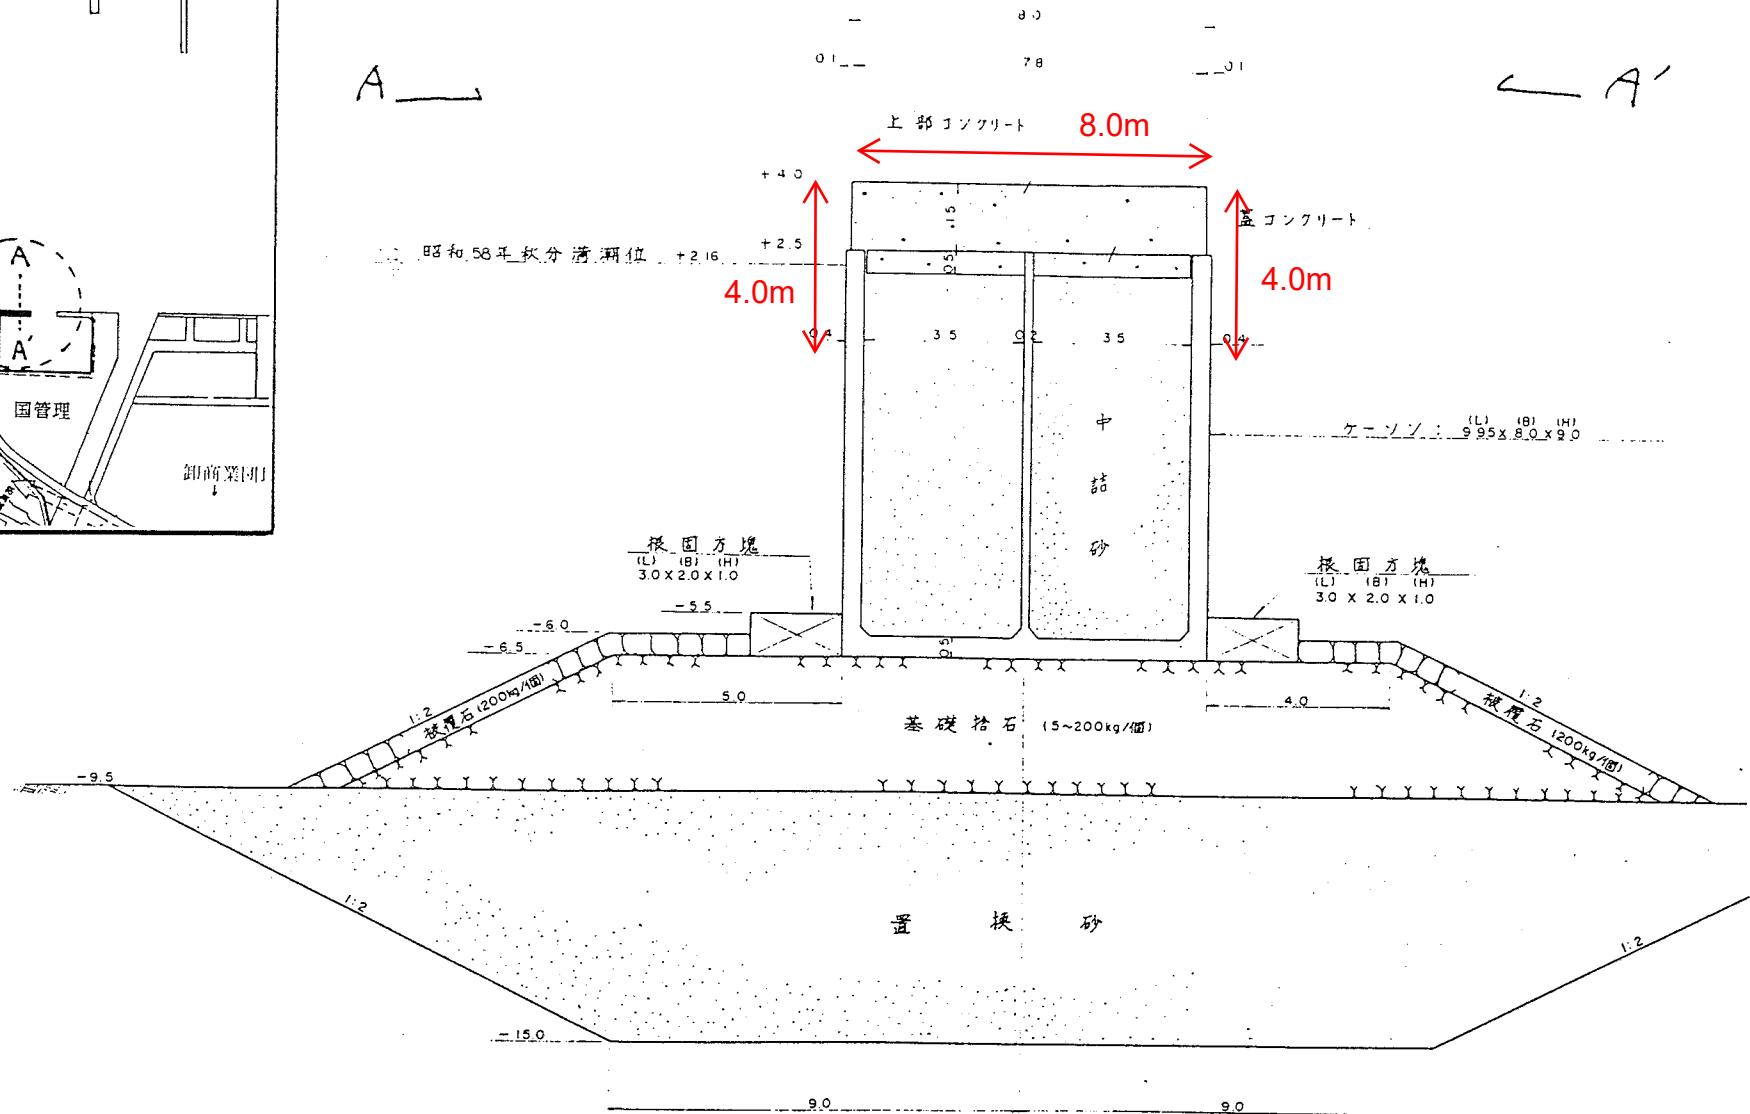 8.0
0.1
7.8
0.1
A
A'
上部コンクリート
8.0m
+4.0
蓋コンクリート
1.5
+2.5
昭和58年秋分満潮位 +2.16
0.5
4.0m
4.0m
0.4
3.5
0.2
3.5
0.4
A
A'
国管理
中詰砂
ケーソン: (L) (B) (H)
9.95×8.0×9.0
根固方塊
(L) (B) (H)
3.0×2.0×1.0
根固方塊
(L) (B) (H)
3.0×2.0×1.0
-5.5
-6.0
-6.5
0.5
5.0
4.0
1:2
被覆石(200kg/個)
基礎捨石 (5~200kg/個)
1:2
被覆石(200kg/個)
-9.5
1:2
置換砂
1:2
-15.0
9.0
9.0